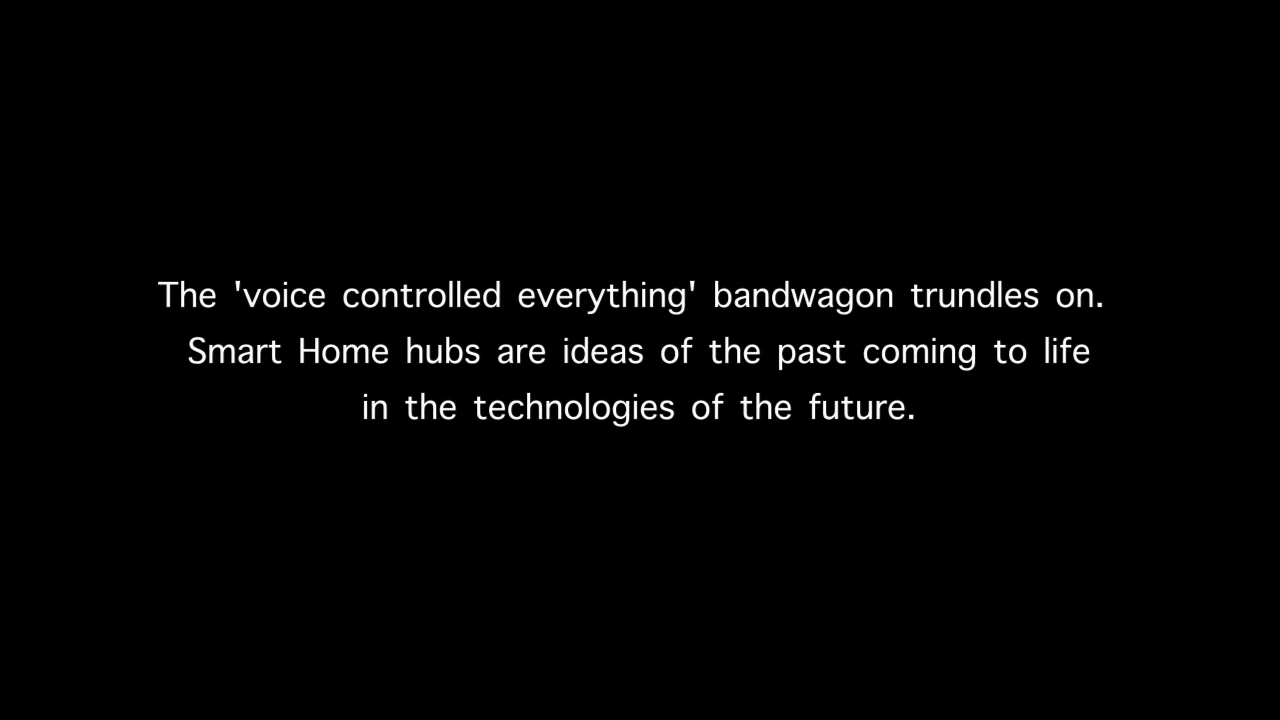 The 'voice controlled everything' bandwagon trundles on.
Smart Home hubs are ideas of the past coming to life
in the technologies of the future.